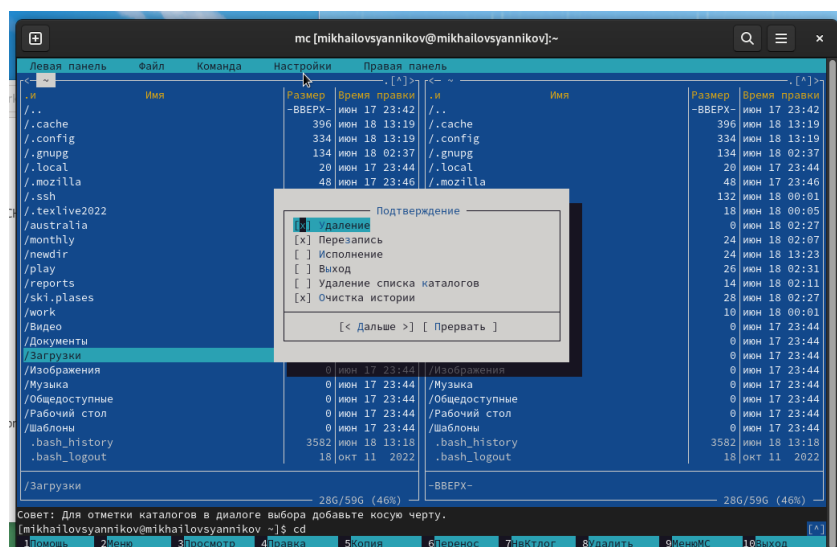 mc [mikhailovsyannikov@mikhailovsyannikov]:~
Левая панель Файл Команда Настройки Правая панель
<- ~ .[^]> <- ~ .[^]>
.и Имя Размер Время правки .и Имя Размер Время правки
/.. -ВВЕРХ- июн 17 23:42 /.. -ВВЕРХ- июн 17 23:42
/.cache 396 июн 18 13:19 /.cache 396 июн 18 13:19
/.config 334 июн 18 13:19 /.config 334 июн 18 13:19
/.gnupg 134 июн 18 02:37 /.gnupg 134 июн 18 02:37
/.local 20 июн 17 23:44 /.local 20 июн 17 23:44
/.mozilla 48 июн 17 23:46 /.mozilla 48 июн 17 23:46
/.ssh 132 июн 18 00:01
/.texlive2022 18 июн 18 00:05
/australia 0 июн 18 02:27
/monthly 24 июн 18 02:07
/newdir 24 июн 18 13:23
/play 26 июн 18 02:31
/reports 14 июн 18 02:11
/ski.plases 28 июн 18 02:27
/work 10 июн 18 00:01
/Видео 0 июн 17 23:44
/Документы 0 июн 17 23:44
/Загрузки 0 июн 17 23:44
Подтверждение
[x] Удаление
[x] Перезапись
[ ] Исполнение
[ ] Выход
[ ] Удаление списка каталогов
[x] Очистка истории
[< Дальше >] [ Прервать ]
/Изображения 0 июн 17 23:44 /Изображения 0 июн 17 23:44
/Музыка 0 июн 17 23:44 /Музыка 0 июн 17 23:44
/Общедоступные 0 июн 17 23:44 /Общедоступные 0 июн 17 23:44
/Рабочий стол 0 июн 17 23:44 /Рабочий стол 0 июн 17 23:44
/Шаблоны 0 июн 17 23:44 /Шаблоны 0 июн 17 23:44
.bash_history 3582 июн 18 13:18 .bash_history 3582 июн 18 13:18
.bash_logout 18 окт 11 2022 .bash_logout 18 окт 11 2022
/Загрузки -ВВЕРХ-
28G/59G (46%) 28G/59G (46%)
Совет: Для отметки каталогов в диалоге выбора добавьте косую черту.
[mikhailovsyannikov@mikhailovsyannikov ~]$ cd [^]
1Помощь 2Меню 3Просмотр 4Правка 5Копия 6Перенос 7НвКтлог 8Удалить 9МенюМС 10Выход